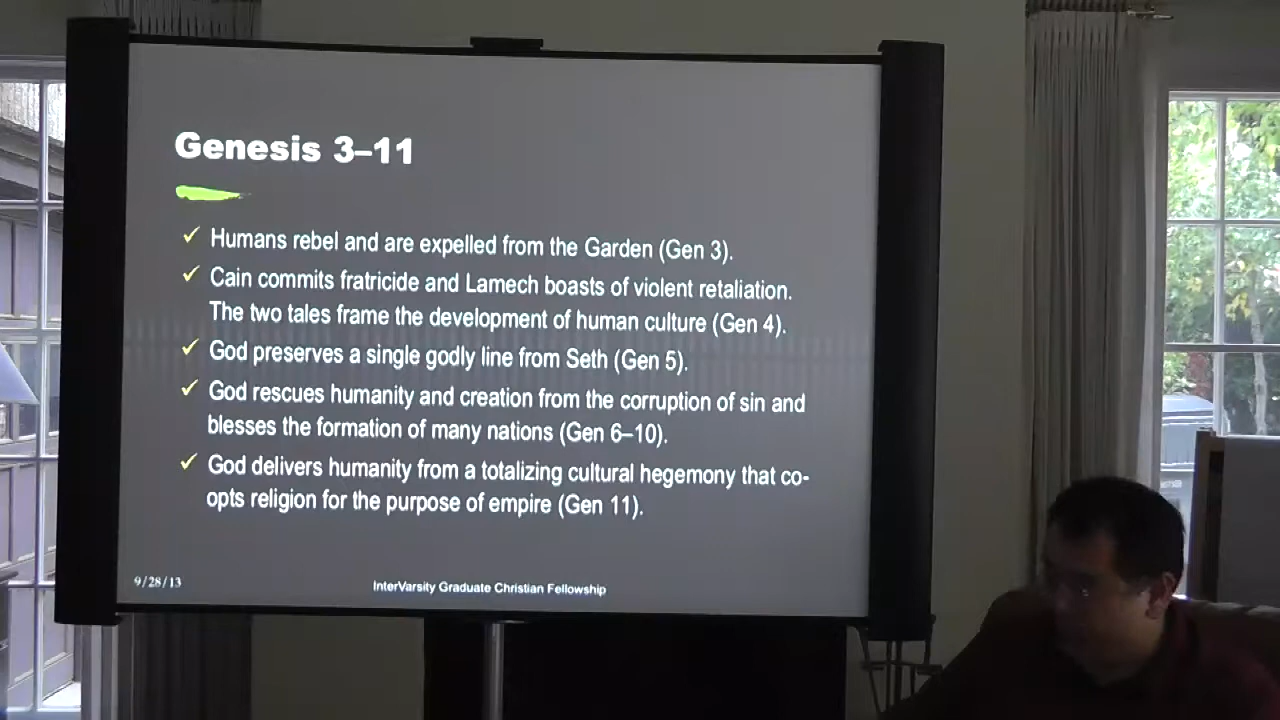 Genesis 3–11
Humans rebel and are expelled from the Garden (Gen 3).
Cain commits fratricide and Lamech boasts of violent retaliation.
The two tales frame the development of human culture (Gen 4).
God preserves a single godly line from Seth (Gen 5).
God rescues humanity and creation from the corruption of sin and
blesses the formation of many nations (Gen 6–10).
God delivers humanity from a totalizing cultural hegemony that co-
opts religion for the purpose of empire (Gen 11).
9/28/13
InterVarsity Graduate Christian Fellowship